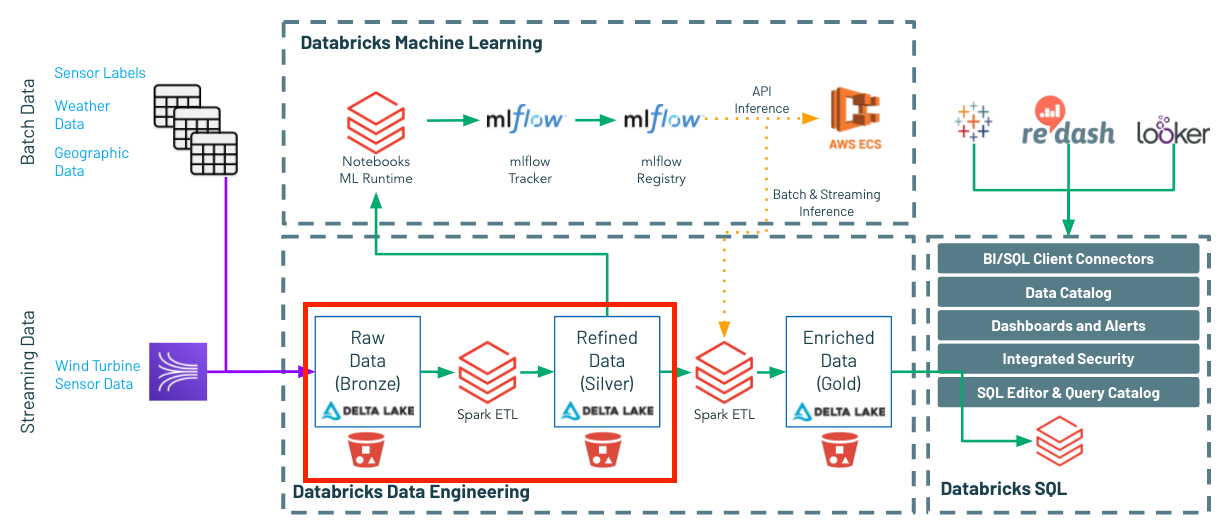 Databricks Machine Learning
Batch Data
Sensor Labels
Weather
Data
Geographic
Data
Notebooks
ML Runtime
mlflow
mlflow
Tracker
mlflow
mlflow
Registry
API
Inference
AWS ECS
Batch & Streaming
Inference
re:dash
looker
Streaming Data
Wind Turbine
Sensor Data
Raw
Data
(Bronze)
DELTA LAKE
Spark ETL
Refined
Data
(Silver)
DELTA LAKE
Spark ETL
Enriched
Data
(Gold)
DELTA LAKE
Databricks Data Engineering
BI/SQL Client Connectors
Data Catalog
Dashboards and Alerts
Integrated Security
SQL Editor & Query Catalog
Databricks SQL